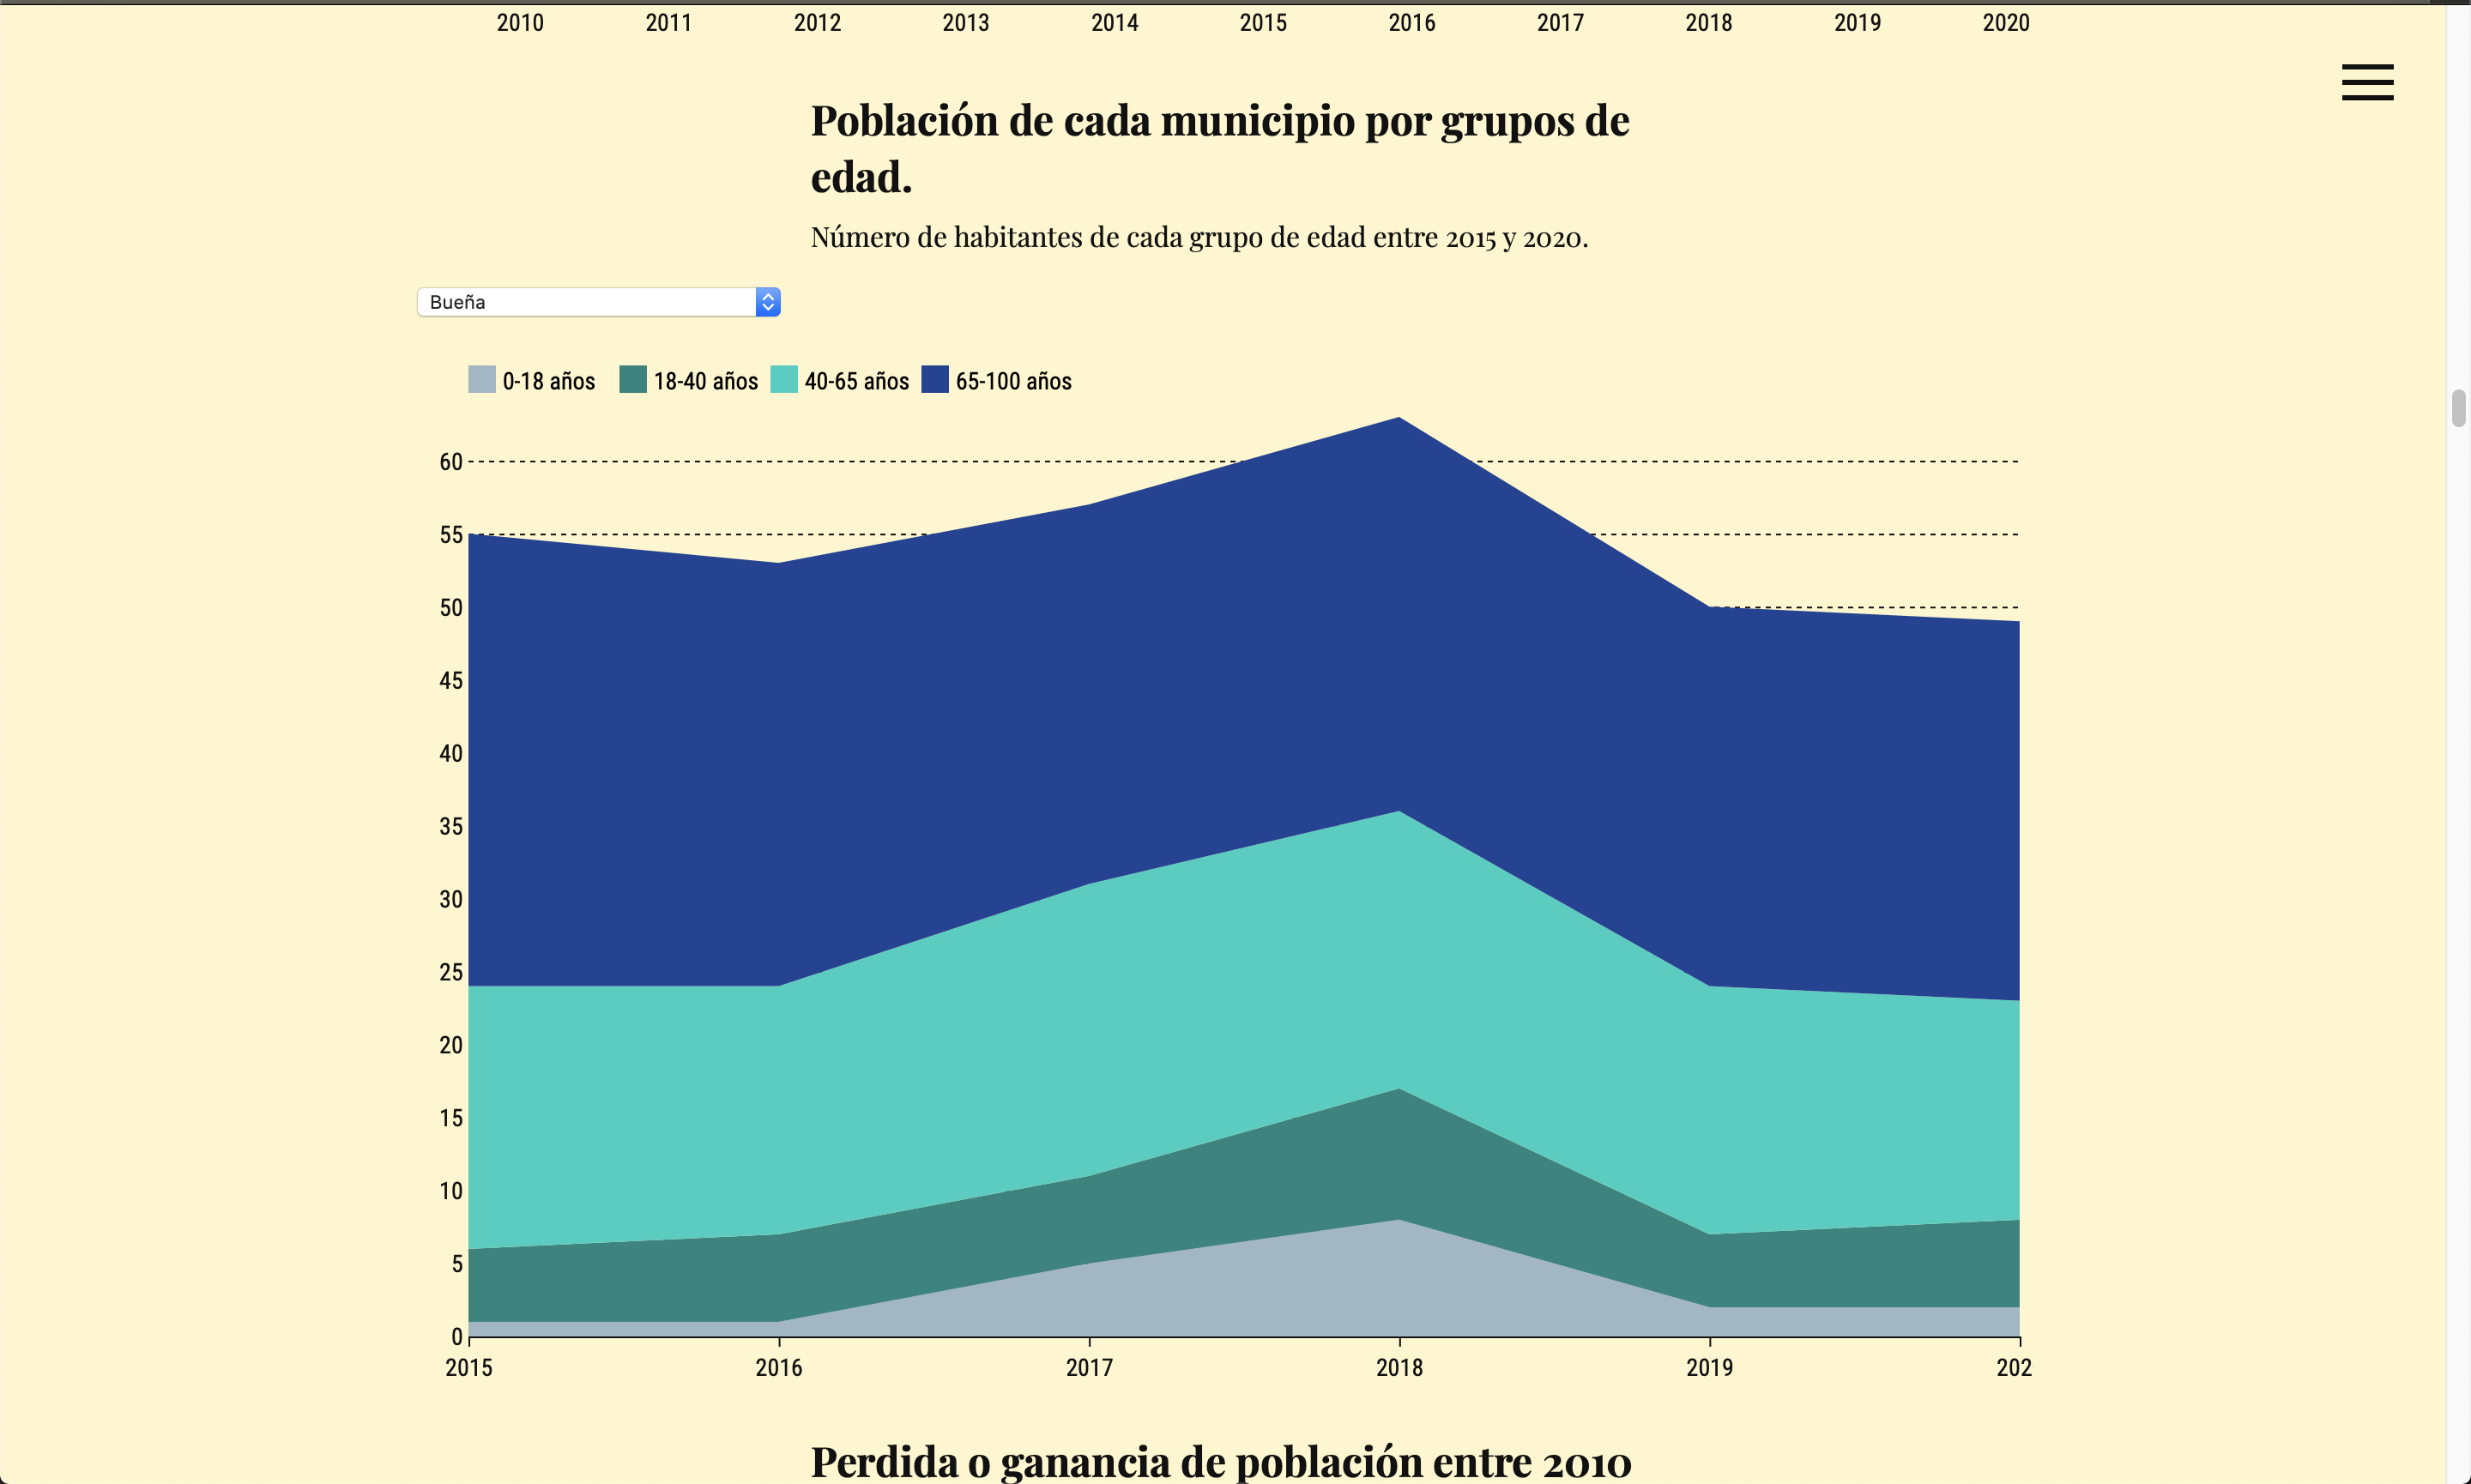 2010 2011 2012 2013 2014 2015 2016 2017 2018 2019 2020
Población de cada municipio por grupos de
edad.
Número de habitantes de cada grupo de edad entre 2015 y 2020.
Bueña
0-18 años 18-40 años 40-65 años 65-100 años
60
55
50
45
40
35
30
25
20
15
10
5
0
2015 2016 2017 2018 2019 202
Perdida o ganancia de población entre 2010